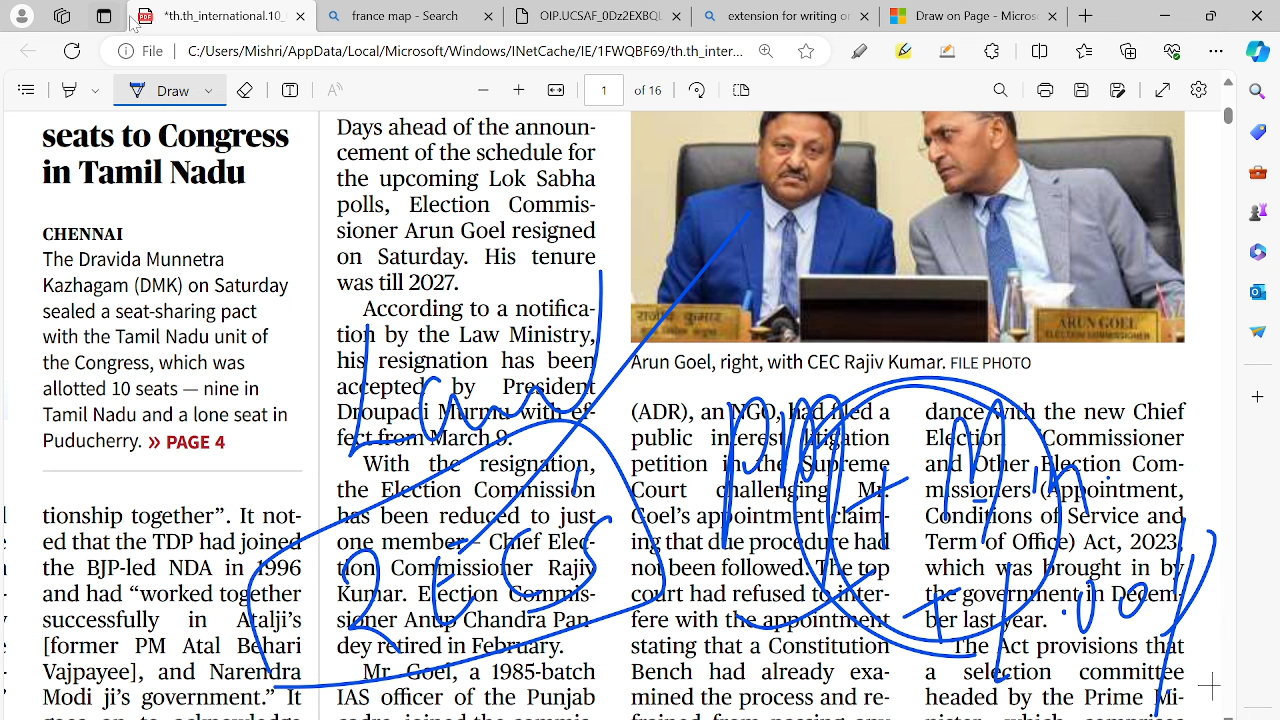 *th.th_international.10_
france map - Search
OIP.UCSAF_0Dz2EXBQL
extension for writing or
Draw on Page - Micros
File
C:/Users/Mishri/AppData/Local/Microsoft/Windows/INetCache/IE/1FWQBF69/th.th_inter...
Draw
1
of 16
seats to Congress
in Tamil Nadu
CHENNAI
The Dravida Munnetra
Kazhagam (DMK) on Saturday
sealed a seat-sharing pact
with the Tamil Nadu unit of
the Congress, which was
allotted 10 seats — nine in
Tamil Nadu and a lone seat in
Puducherry. » PAGE 4
tionship together”. It not-
ed that the TDP had joined
the BJP-led NDA in 1996
and had “worked together
successfully in Atalji’s
[former PM Atal Behari
Vajpayee], and Narendra
Modi ji’s government.” It
goes on to acknowledge
Days ahead of the announ-
cement of the schedule for
the upcoming Lok Sabha
polls, Election Commis-
sioner Arun Goel resigned
on Saturday. His tenure
was till 2027.
According to a notifica-
tion by the Law Ministry,
his resignation has been
accepted by President
Droupadi Murmu with ef-
fect from March 9.
With the resignation,
the Election Commission
has been reduced to just
one member – Chief Elec-
tion Commissioner Rajiv
Kumar. Election Commis-
sioner Anup Chandra Pan-
dey retired in February.
Mr. Goel, a 1985-batch
IAS officer of the Punjab
राजीव कुमार
ARUN GOEL
ELECTION COMMISSIONER
Arun Goel, right, with CEC Rajiv Kumar. FILE PHOTO
(ADR), an NGO, had filed a
public interest litigation
petition in the Supreme
Court challenging Mr.
Goel’s appointment claim-
ing that due procedure had
not been followed. The top
court had refused to inter-
fere with the appointment
stating that a Constitution
Bench had already exa-
mined the process and re-
dance with the new Chief
Election Commissioner
and Other Election Com-
missioners (Appointment,
Conditions of Service and
Term of Office) Act, 2023,
which was brought in by
the government in Decem-
ber last year.
The Act provisions that
a selection committee
headed by the Prime Mi-
Law
2 EC's
PM
+ M in
+ L.O.O.P